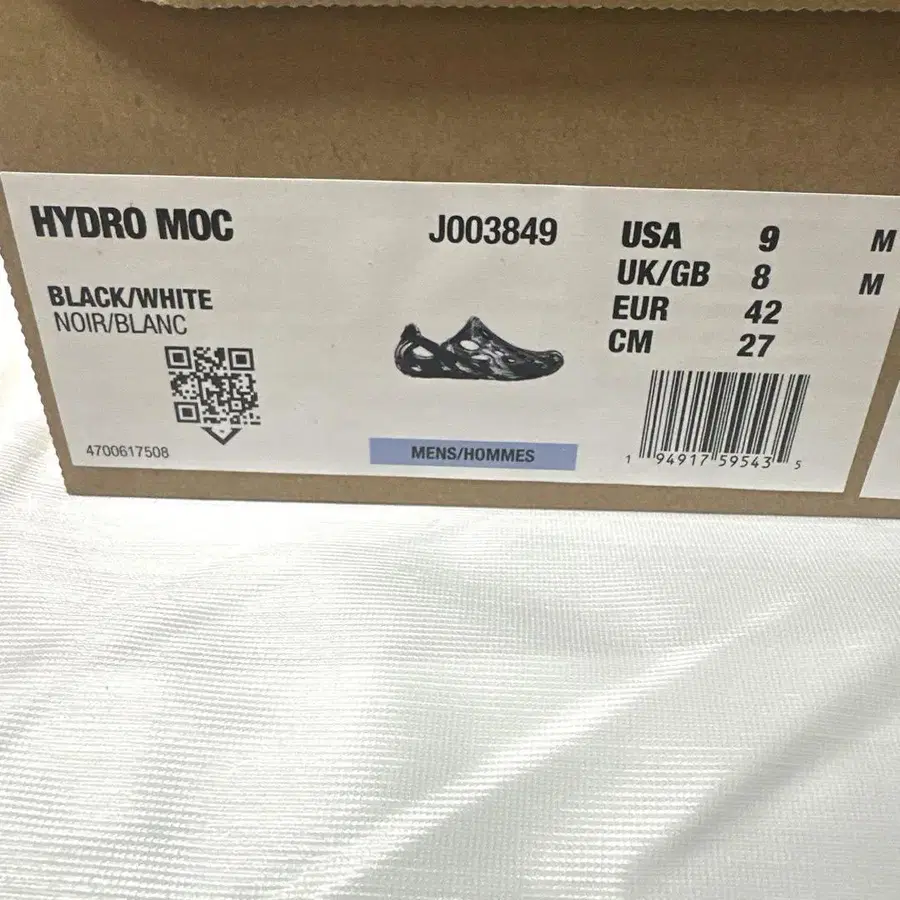 HYDRO MOC
J003849
BLACK/WHITE
NOIR/BLANC
4700617508
MENS/HOMMES
USA 9 M
UK/GB 8 M
EUR 42
CM 27
1 94917 59543 5